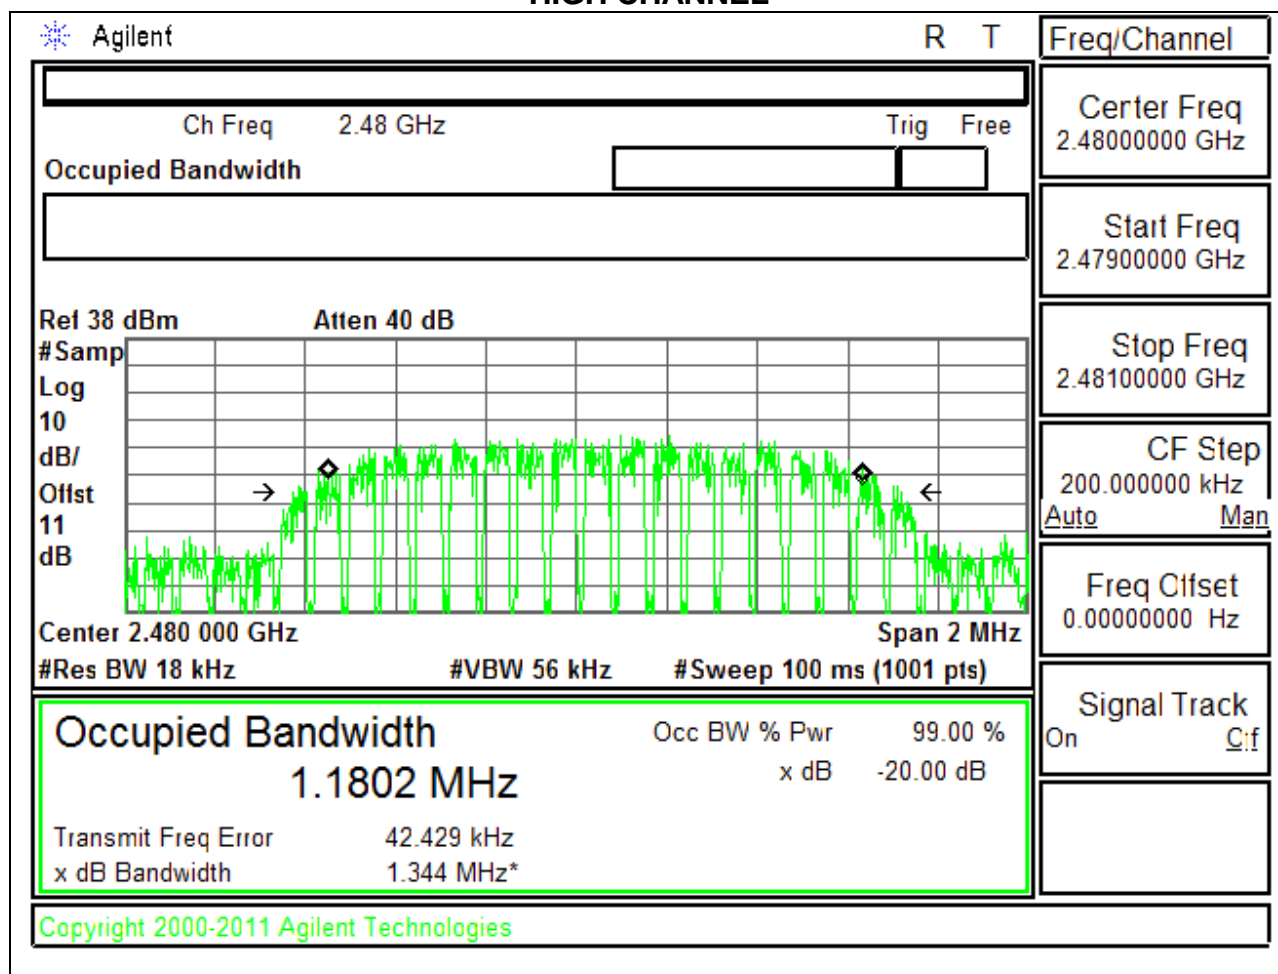 HIGH CHANNEL
Agilent R T Freq/Channel
Ch Freq 2.48 GHz Trig Free
Occupied Bandwidth
Center Freq
2.48000000 GHz
Start Freq
2.47900000 GHz
Stop Freq
2.48100000 GHz
CF Step
200.000000 kHz
Auto Man
Freq Offset
0.00000000 Hz
Signal Track
On Off
Ref 38 dBm Atten 40 dB
#Samp
Log
10
dB/
Offst
11
dB
Center 2.480 000 GHz Span 2 MHz
#Res BW 18 kHz #VBW 56 kHz #Sweep 100 ms (1001 pts)
Occupied Bandwidth Occ BW % Pwr 99.00 %
1.1802 MHz x dB -20.00 dB
Transmit Freq Error 42.429 kHz
x dB Bandwidth 1.344 MHz*
Copyright 2000-2011 Agilent Technologies